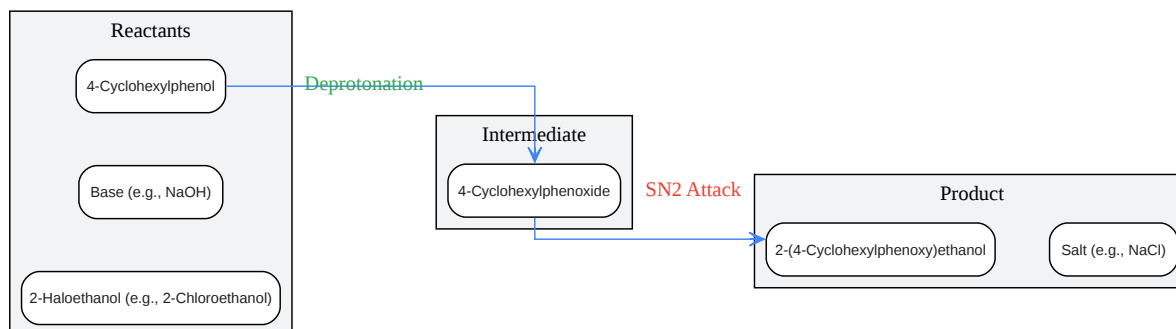 Reactants
4-Cyclohexylphenol
Deprotonation
Base (e.g., NaOH)
2-Haloethanol (e.g., 2-Chloroethanol)
Intermediate
4-Cyclohexylphenoxide
SN2 Attack
Product
2-(4-Cyclohexylphenoxy)ethanol
Salt (e.g., NaCl)